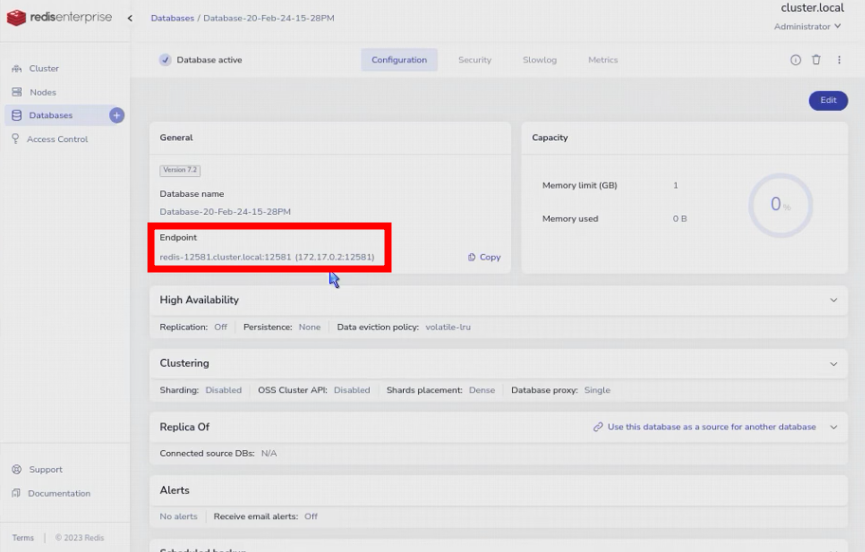 redisenterprise
Databases / Database-20-Feb-24-15-28PM
cluster.local
Administrator
Database active
Configuration
Security
Slowlog
Metrics
Cluster
Nodes
Databases
Access Control
Edit
General
Version 7.2
Database name
Database-20-Feb-24-15-28PM
Endpoint
redis-12581.cluster.local:12581 (172.17.0.2:12581)
Copy
Capacity
Memory limit (GB) 1
Memory used 0 B
0 %
High Availability
Replication: Off | Persistence: None | Data eviction policy: volatile-lru
Clustering
Sharding: Disabled | OSS Cluster API: Disabled | Shards placement: Dense | Database proxy: Single
Replica Of
Use this database as a source for another database
Connected source DBs: N/A
Alerts
No alerts | Receive email alerts: Off
Scheduled backup
Support
Documentation
Terms | © 2023 Redis